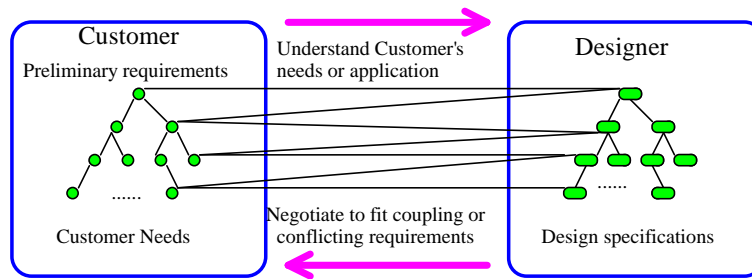 Customer
Preliminary requirements
......
Customer Needs
Understand Customer's
needs or application
Negotiate to fit coupling or
conflicting requirements
Designer
......
Design specifications